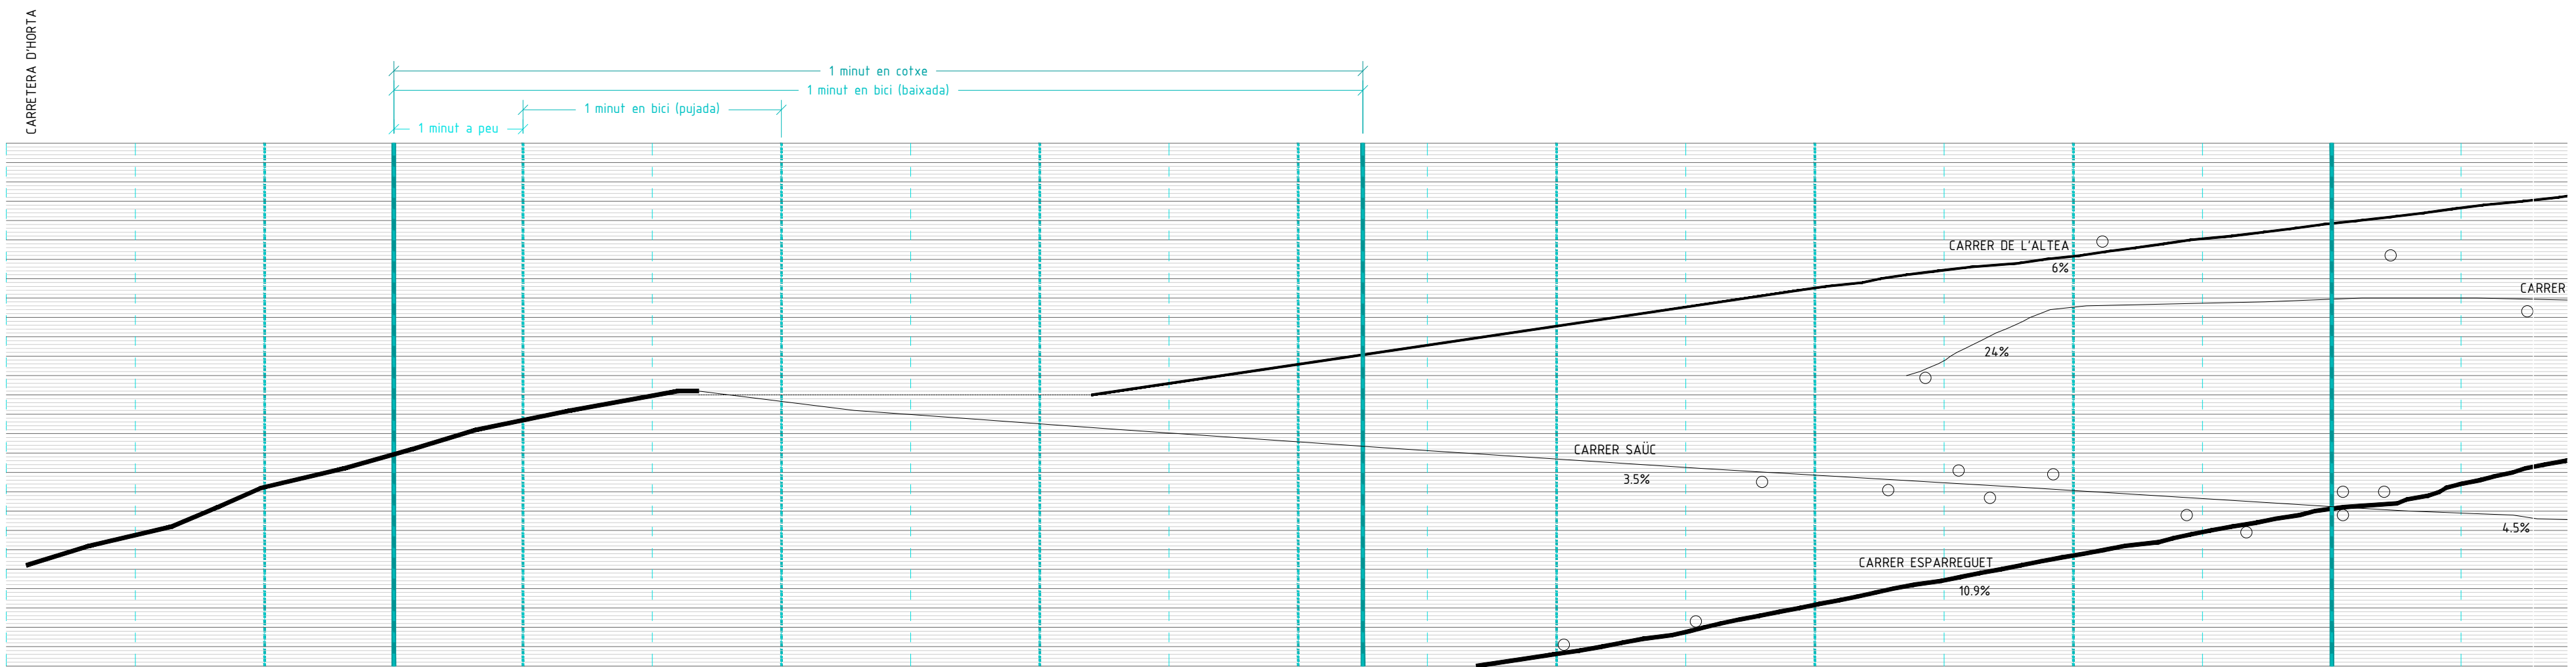 CARRETERA D'HORTA
1 minut en cotxe
1 minut en bici (baixada)
1 minut en bici (pujada)
1 minut a peu
CARRER DE L'ALTEA
6%
CARRER
24%
CARRER SAÜC
3.5%
4.5%
CARRER ESPARREGUET
10.9%